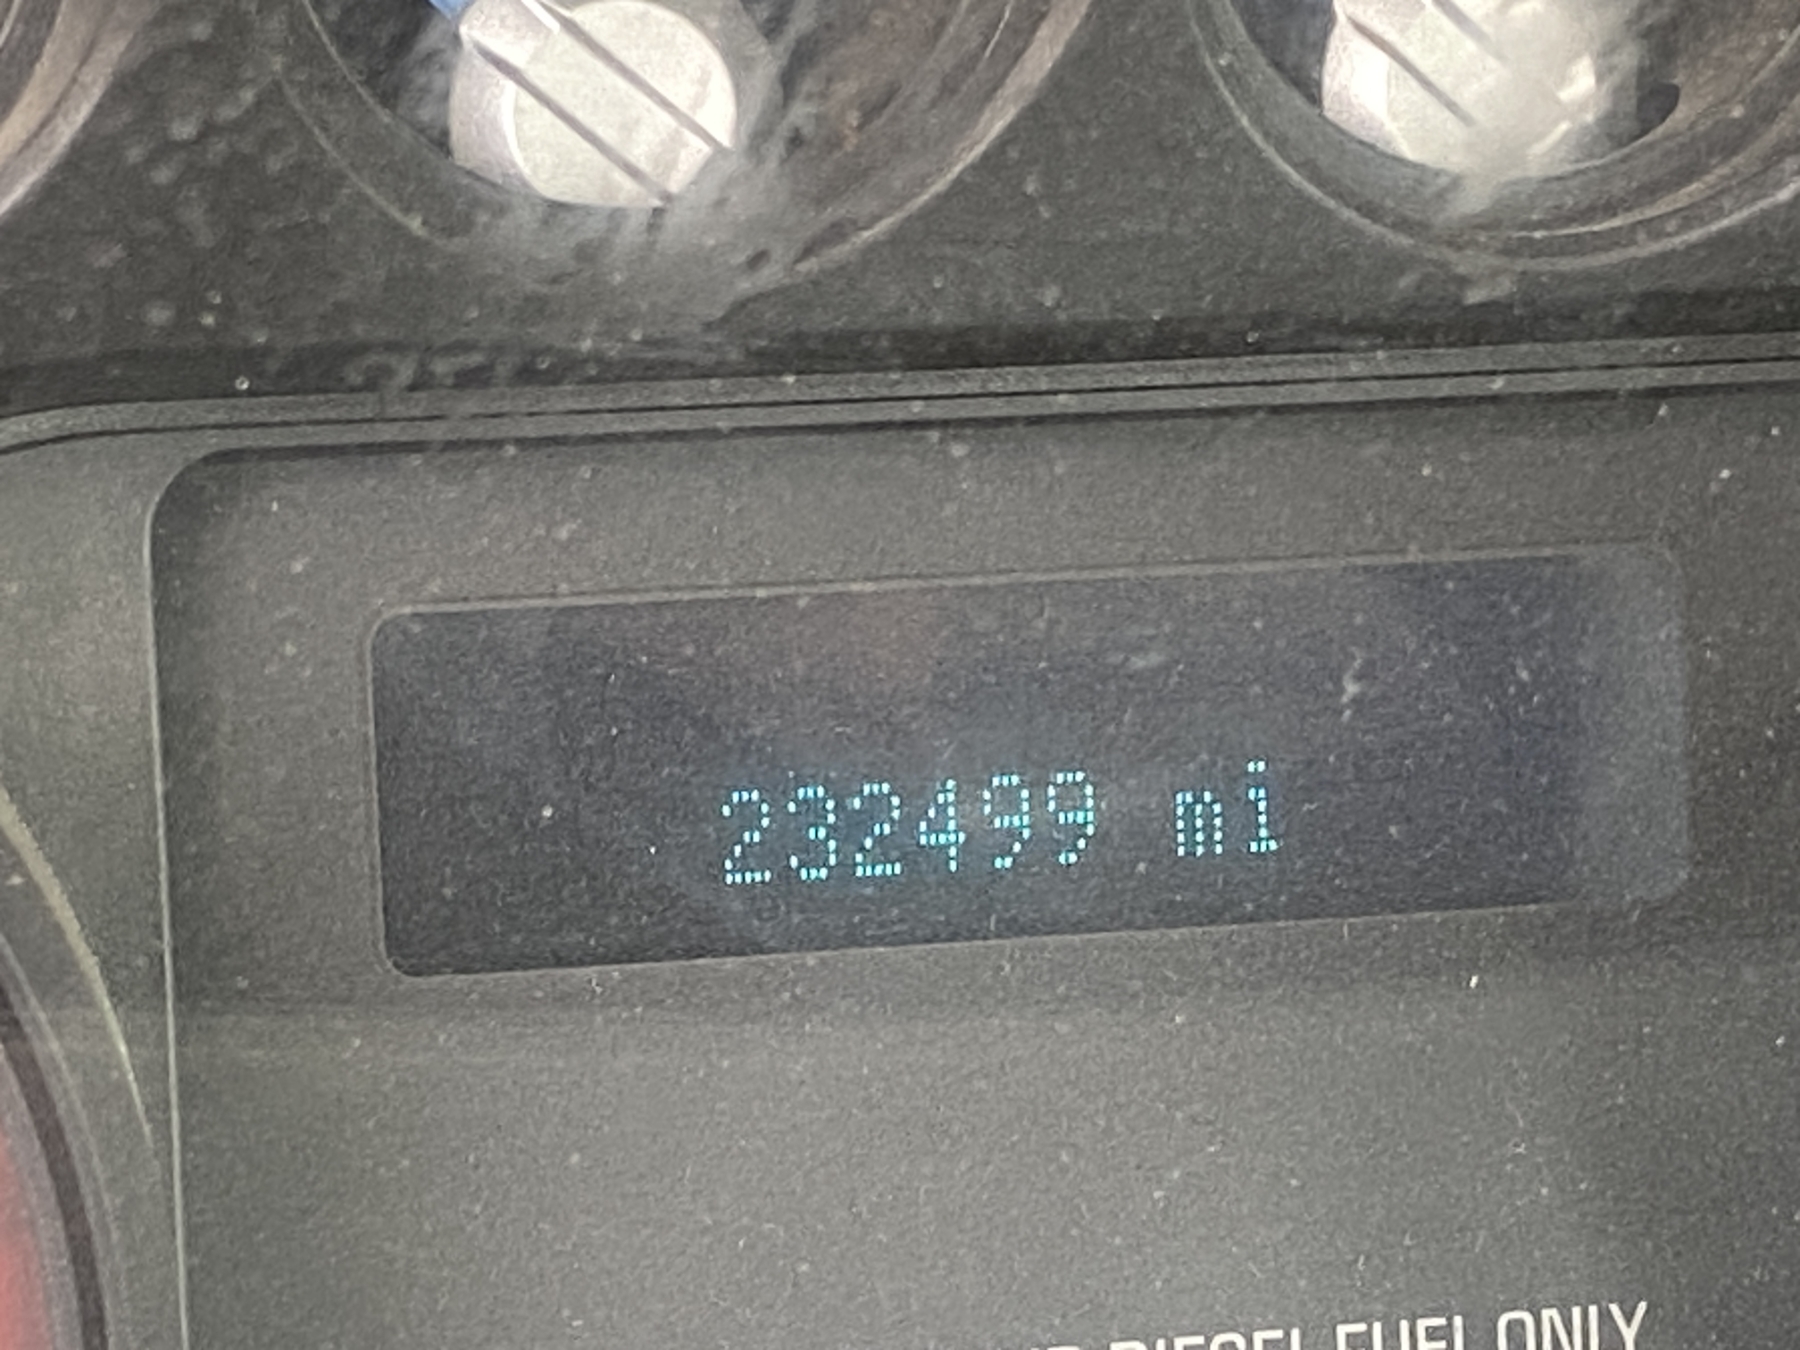 232499 mi
DIESEL FUEL ONLY